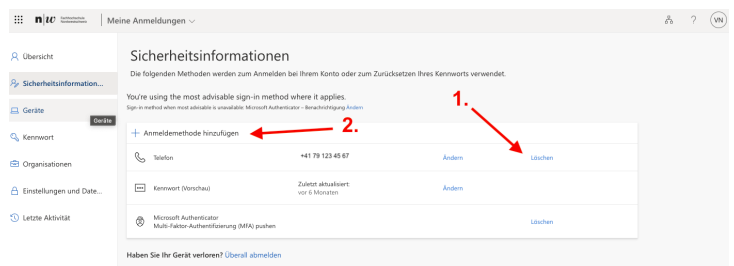 n|w Fachhochschule Nordwestschweiz Meine Anmeldungen ? VN
Übersicht
Sicherheitsinformation...
Geräte
Geräte
Kennwort
Organisationen
Einstellungen und Date...
Letzte Aktivität
Sicherheitsinformationen
Die folgenden Methoden werden zum Anmelden bei Ihrem Konto oder zum Zurücksetzen Ihres Kennworts verwendet.
You're using the most advisable sign-in method where it applies.
Sign-in method when most advisable is unavailable: Microsoft Authenticator – Benachrichtigung Ändern
1.
+ Anmeldemethode hinzufügen 2.
Telefon +41 79 123 45 67 Ändern Löschen
Kennwort (Vorschau) Zuletzt aktualisiert: vor 6 Monaten Ändern
Microsoft Authenticator
Multi-Faktor-Authentifizierung (MFA) pushen Löschen
Haben Sie Ihr Gerät verloren? Überall abmelden